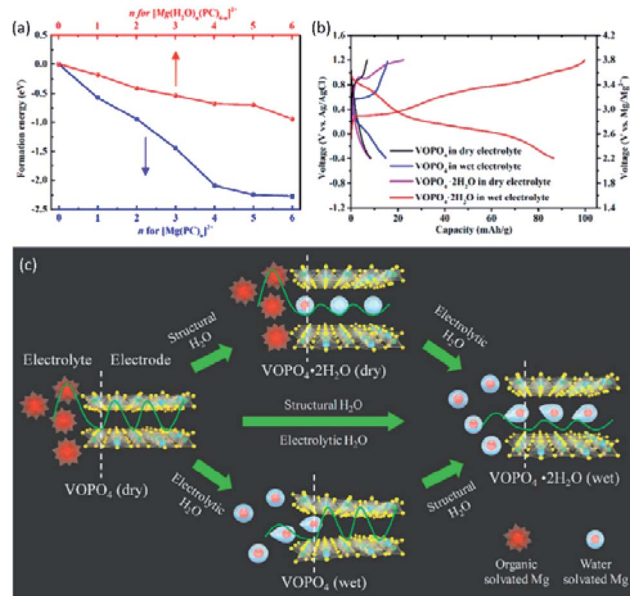 (a)
n for [Mg(H₂O)ₙ(PC)₆₋ₙ]²⁺
0 1 2 3 4 5 6
Formation energy (eV)
0.5
0.0
-0.5
-1.0
-1.5
-2.0
-2.5
0 1 2 3 4 5 6
n for [Mg(PC)ₙ]²⁺
(b)
Voltage (V vs. Ag/AgCl)
1.6
1.2
0.8
0.4
0.0
-0.4
-0.8
4.2
3.8
3.4
3.0
2.6
2.2
1.8
Voltage (V vs. Mg/Mg²⁺)
VOPO₄ in dry electrolyte
VOPO₄ in wet electrolyte
VOPO₄·2H₂O in dry electrolyte
VOPO₄·2H₂O in wet electrolyte
0 20 40 60 80 100
Capacity (mAh/g)
(c)
Electrolyte
Electrode
VOPO₄ (dry)
Structural
H₂O
VOPO₄•2H₂O (dry)
Electrolytic
H₂O
Structural H₂O
Electrolytic H₂O
Electrolytic
H₂O
VOPO₄ (wet)
Structural
H₂O
VOPO₄ •2H₂O (wet)
Organic
solvated Mg
Water
solvated Mg